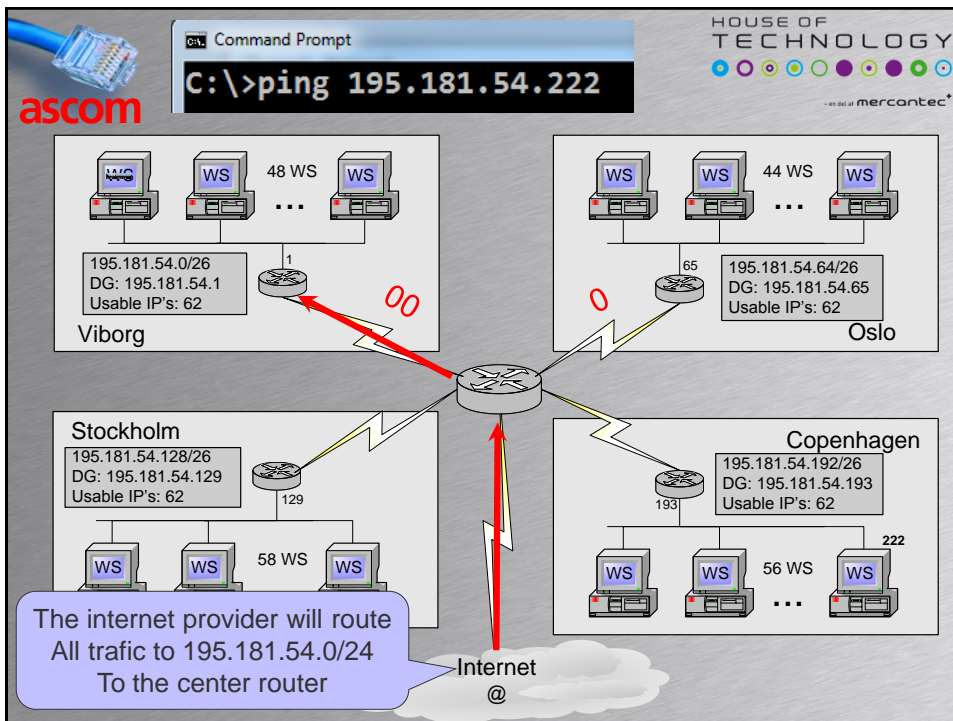 Command Prompt
C:\>ping 195.181.54.222
HOUSE OF
TECHNOLOGY
- en del af mercantec+
ascom
WS
48 WS
WS
...
WS
1
195.181.54.0/26
DG: 195.181.54.1
Usable IP's: 62
Viborg
00
WS
WS
44 WS
...
WS
65
195.181.54.64/26
DG: 195.181.54.65
Usable IP's: 62
Oslo
0
Stockholm
195.181.54.128/26
DG: 195.181.54.129
Usable IP's: 62
129
WS
WS
58 WS
WS
Copenhagen
195.181.54.192/26
DG: 195.181.54.193
Usable IP's: 62
193
222
WS
WS
56 WS
...
WS
The internet provider will route
All trafic to 195.181.54.0/24
To the center router
Internet
@